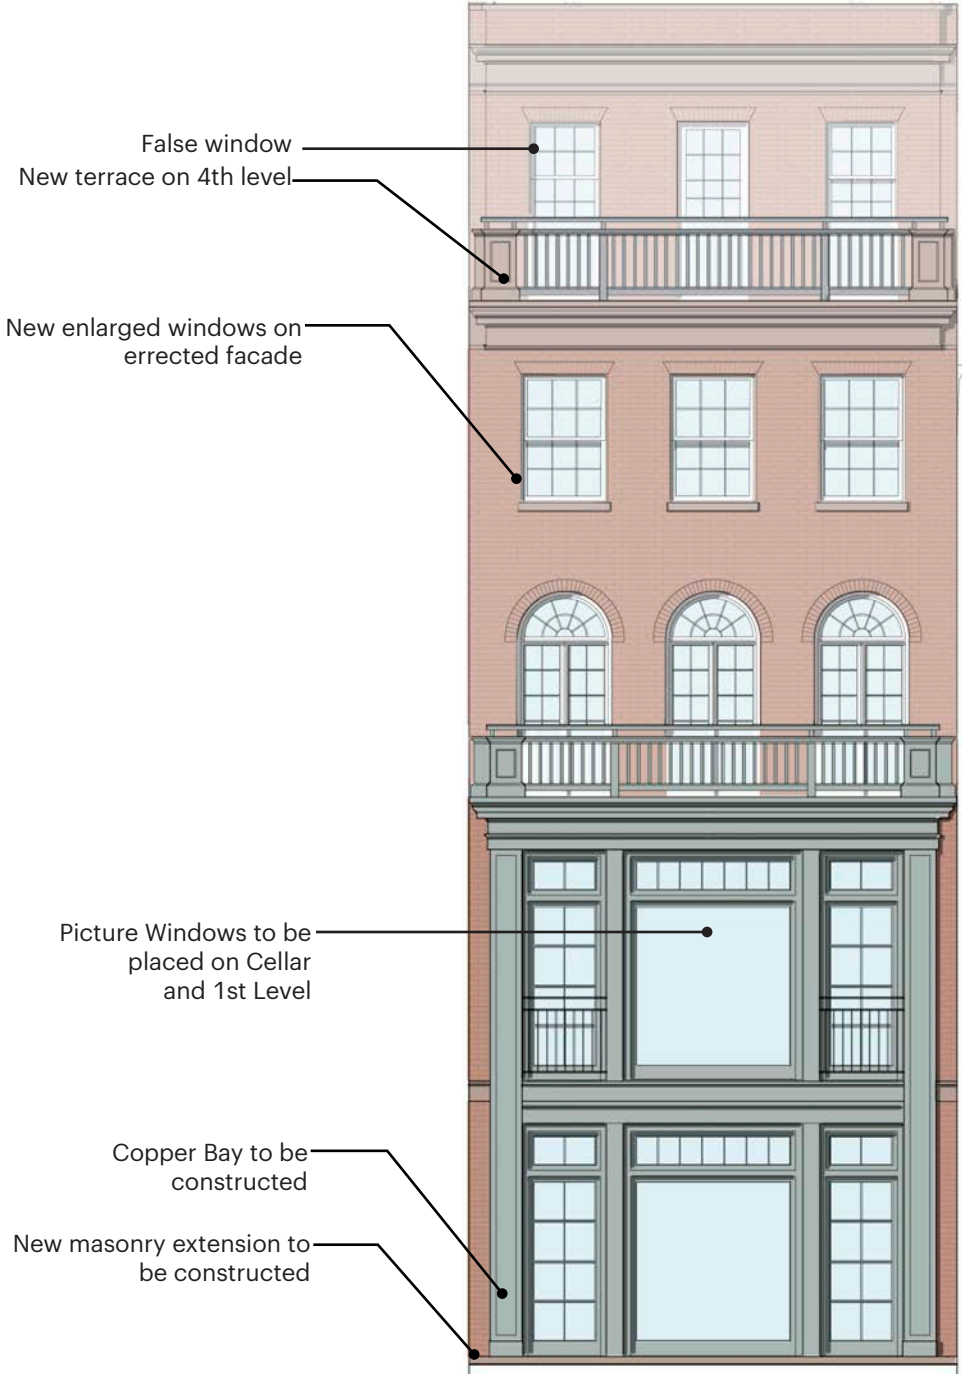 False window
New terrace on 4th level
New enlarged windows on
errected facade
Picture Windows to be
placed on Cellar
and 1st Level
Copper Bay to be
constructed
New masonry extension to
be constructed